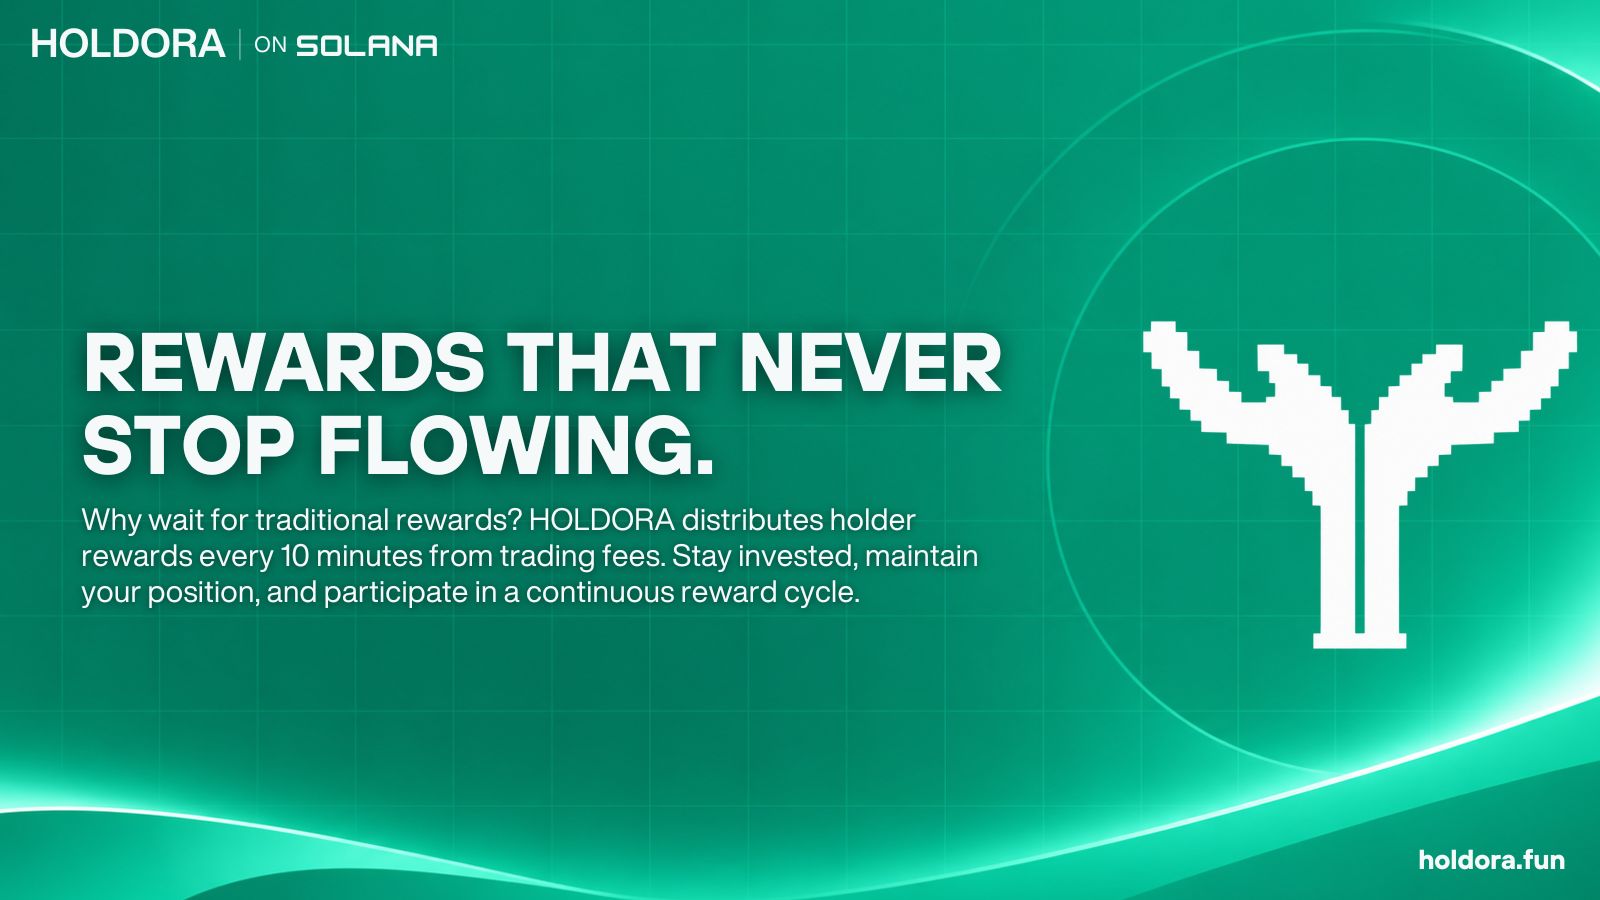 HOLDORA | ON SOLANA
REWARDS THAT NEVER
STOP FLOWING.
Why wait for traditional rewards? HOLDORA distributes holder
rewards every 10 minutes from trading fees. Stay invested, maintain
your position, and participate in a continuous reward cycle.
holdora.fun